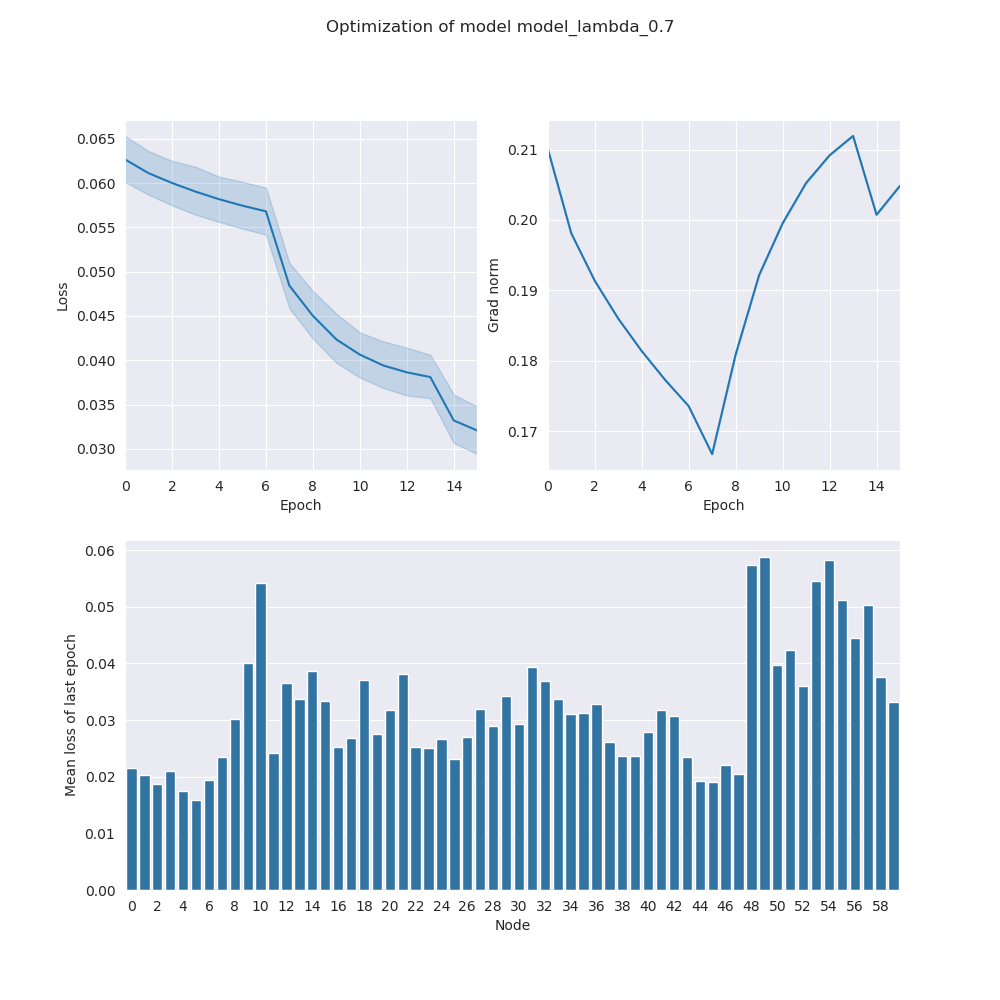 Optimization of model model_lambda_0.7
0.065
0.060
0.055
0.050
0.045
0.040
0.035
0.030
Loss
0 2 4 6 8 10 12 14
Epoch
0.21
0.20
0.19
0.18
0.17
Grad norm
0 2 4 6 8 10 12 14
Epoch
0.06
0.05
0.04
0.03
0.02
0.01
0.00
Mean loss of last epoch
0 2 4 6 8 10 12 14 16 18 20 22 24 26 28 30 32 34 36 38 40 42 44 46 48 50 52 54 56 58
Node